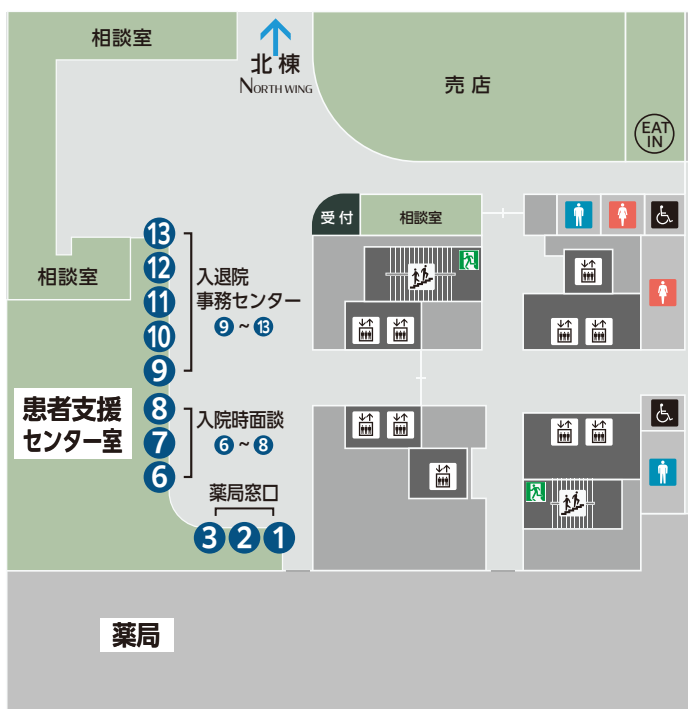 相談室
北棟
NORTH WING
売店
EAT
IN
受付
相談室
相談室
13
12
11
10
9
入退院
事務センター
9 ~ 13
患者支援
センター室
8
7
6
入院時面談
6 ~ 8
薬局窓口
3 2 1
薬局